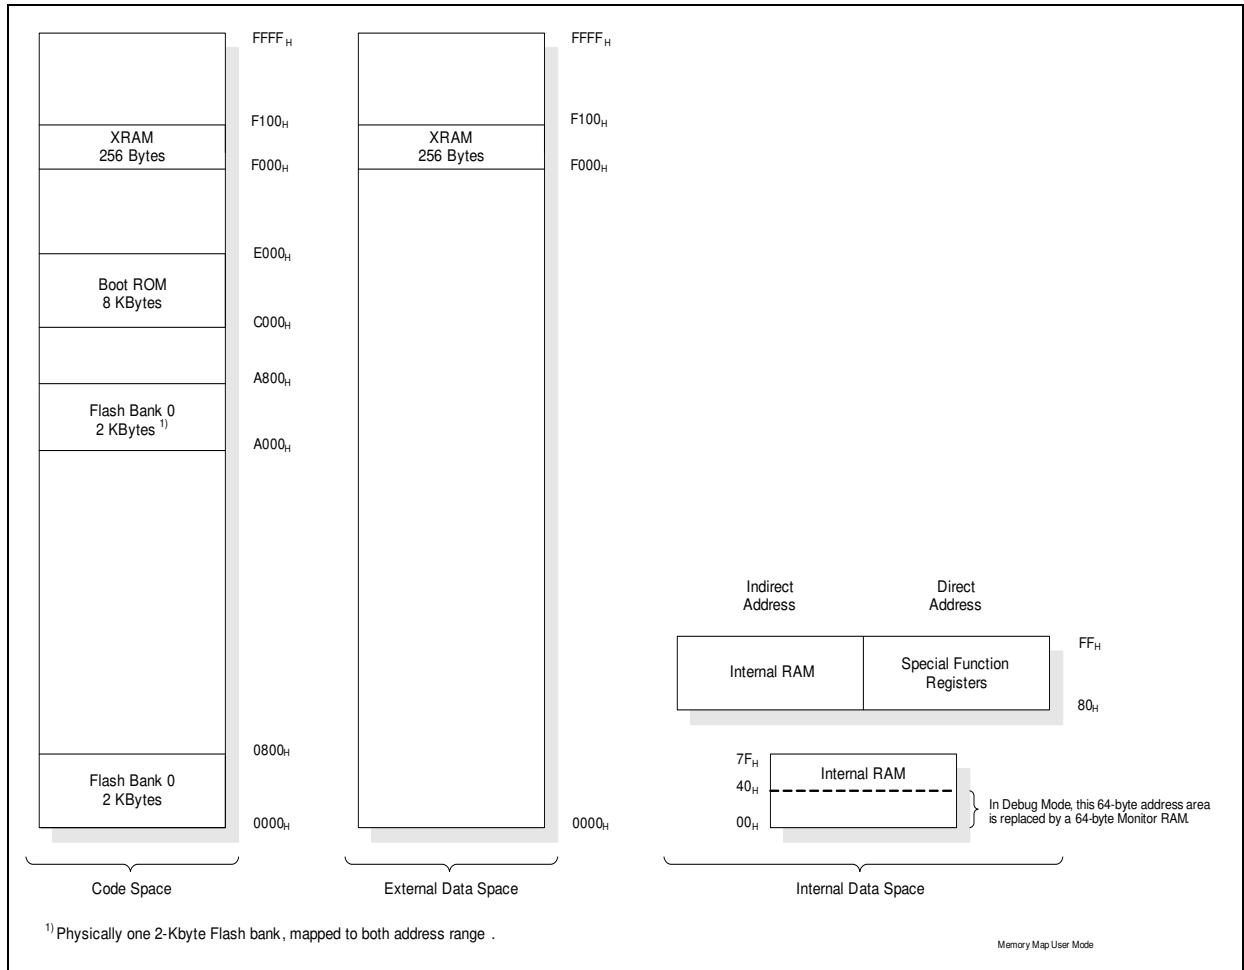 FFFFH
F100H
XRAM
256 Bytes
F000H
E000H
Boot ROM
8 KBytes
C000H
A800H
Flash Bank 0
2 KBytes 1)
A000H
0800H
Flash Bank 0
2 KBytes
0000H
Code Space
FFFFH
F100H
XRAM
256 Bytes
F000H
0000H
External Data Space
Indirect
Address
Direct
Address
FFH
Internal RAM
Special Function
Registers
80H
7FH
Internal RAM
40H
In Debug Mode, this 64-byte address area
is replaced by a 64-byte Monitor RAM.
00H
Internal Data Space
1) Physically one 2-Kbyte Flash bank, mapped to both address range .
Memory Map User Mode